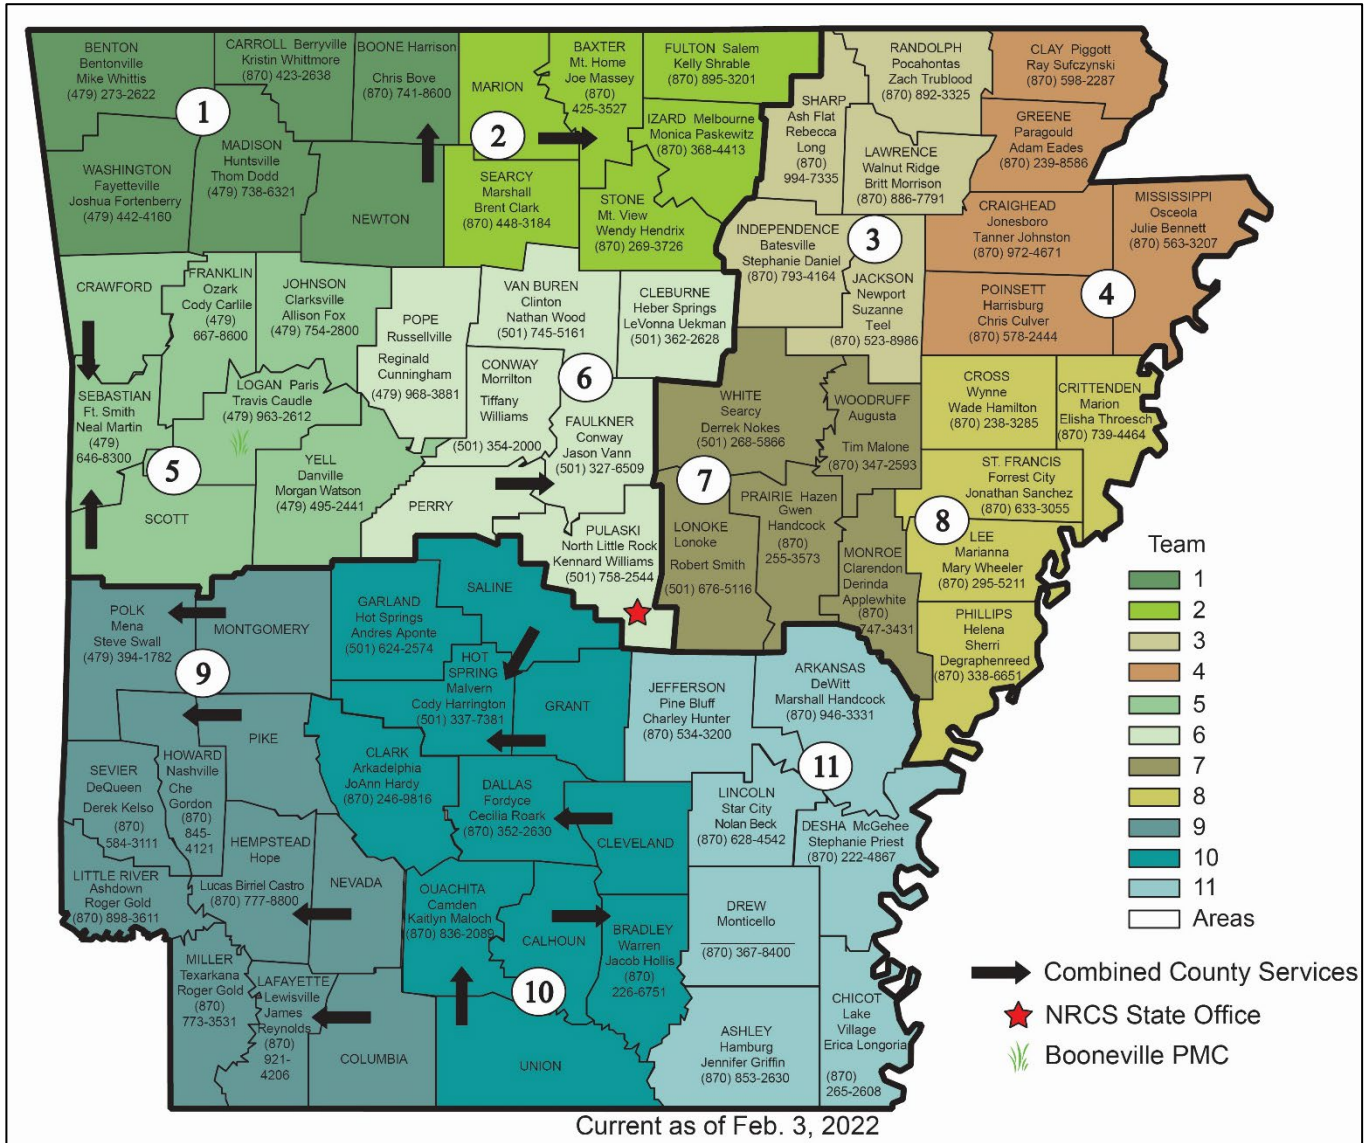 BENTON
Bentonville
Mike Whittis
(479) 273-2622
CARROLL Berryville
Kristin Whittmore
(870) 423-2638
BOONE Harrison
Chris Bove
(870) 741-8600
1
WASHINGTON
Fayetteville
Joshua Fortenberry
(479) 442-4160
MADISON
Huntsville
Thom Dodd
(479) 738-6321
NEWTON
MARION
2
BAXTER
Mt. Home
Joe Massey
(870)
425-3527
FULTON Salem
Kelly Shrable
(870) 895-3201
IZARD Melbourne
Monica Paskewitz
(870) 368-4413
SEARCY
Marshall
Brent Clark
(870) 448-3184
STONE
Mt. View
Wendy Hendrix
(870) 269-3726
RANDOLPH
Pocahontas
Zach Trublood
(870) 892-3325
SHARP
Ash Flat
Rebecca
Long
(870)
994-7335
LAWRENCE
Walnut Ridge
Britt Morrison
(870) 886-7791
INDEPENDENCE
Batesville
Stephanie Daniel
(870) 793-4164
3
JACKSON
Newport
Suzanne
Teel
(870) 523-8986
CLAY Piggott
Ray Sufczynski
(870) 598-2287
GREENE
Paragould
Adam Eades
(870) 239-8586
CRAIGHEAD
Jonesboro
Tanner Johnston
(870) 972-4671
MISSISSIPPI
Osceola
Julie Bennett
(870) 563-3207
POINSETT
Harrisburg
Chris Culver
(870) 578-2444
4
CRAWFORD
FRANKLIN
Ozark
Cody Carlile
(479)
667-8600
JOHNSON
Clarksville
Allison Fox
(479) 754-2800
SEBASTIAN
Ft. Smith
Neal Martin
(479)
646-8300
LOGAN Paris
Travis Caudle
(479) 963-2612
5
YELL
Danville
Morgan Watson
(479) 495-2441
SCOTT
POPE
Russellville
Reginald
Cunningham
(479) 968-3881
VAN BUREN
Clinton
Nathan Wood
(501) 745-5161
CLEBURNE
Heber Springs
LeVonna Uekman
(501) 362-2628
CONWAY
Morrilton
Tiffany
Williams
(501) 354-2000
6
FAULKNER
Conway
Jason Vann
(501) 327-6509
PERRY
PULASKI
North Little Rock
Kennard Williams
(501) 758-2544
WHITE
Searcy
Derrek Nokes
(501) 268-5866
WOODRUFF
Augusta
Tim Malone
(870) 347-2593
7
PRAIRIE Hazen
Gwen
Handcock
(870)
255-3573
LONOKE
Lonoke
Robert Smith
(501) 676-5116
MONROE
Clarendon
Derinda
Applewhite
(870)
747-3431
CROSS
Wynne
Wade Hamilton
(870) 238-3285
CRITTENDEN
Marion
Elisha Throesch
(870) 739-4464
ST. FRANCIS
Forrest City
Jonathan Sanchez
(870) 633-3055
8
LEE
Marianna
Mary Wheeler
(870) 295-5211
PHILLIPS
Helena
Sherri
Degraphenreed
(870) 338-6651
POLK
Mena
Steve Swall
(479) 394-1782
MONTGOMERY
9
PIKE
SEVIER
DeQueen
Derek Kelso
(870)
584-3111
HOWARD
Nashville
Che
Gordon
(870)
845-
4121
HEMPSTEAD
Hope
Lucas Birriel Castro
(870) 777-8800
NEVADA
LITTLE RIVER
Ashdown
Roger Gold
(870) 898-3611
MILLER
Texarkana
Roger Gold
(870)
773-3531
LAFAYETTE
Lewisville
James
Reynolds
(870)
921-
4206
COLUMBIA
GARLAND
Hot Springs
Andres Aponte
(501) 624-2574
SALINE
HOT
SPRING
Malvern
Cody Harrington
(501) 337-7381
GRANT
CLARK
Arkadelphia
JoAnn Hardy
(870) 246-9816
DALLAS
Fordyce
Cecilia Roark
(870) 352-2630
CLEVELAND
OUACHITA
Camden
Kaitlyn Maloch
(870) 836-2089
CALHOUN
BRADLEY
Warren
Jacob Hollis
(870)
226-6751
10
UNION
JEFFERSON
Pine Bluff
Charley Hunter
(870) 534-3200
ARKANSAS
DeWitt
Marshall Handcock
(870) 946-3331
11
LINCOLN
Star City
Nolan Beck
(870) 628-4542
DESHA McGehee
Stephanie Priest
(870) 222-4867
DREW
Monticello
(870) 367-8400
ASHLEY
Hamburg
Jennifer Griffin
(870) 853-2630
CHICOT
Lake
Village
Erica Longoria
(870)
265-2608
Team
1
2
3
4
5
6
7
8
9
10
11
Areas
Combined County Services
NRCS State Office
Booneville PMC
Current as of Feb. 3, 2022